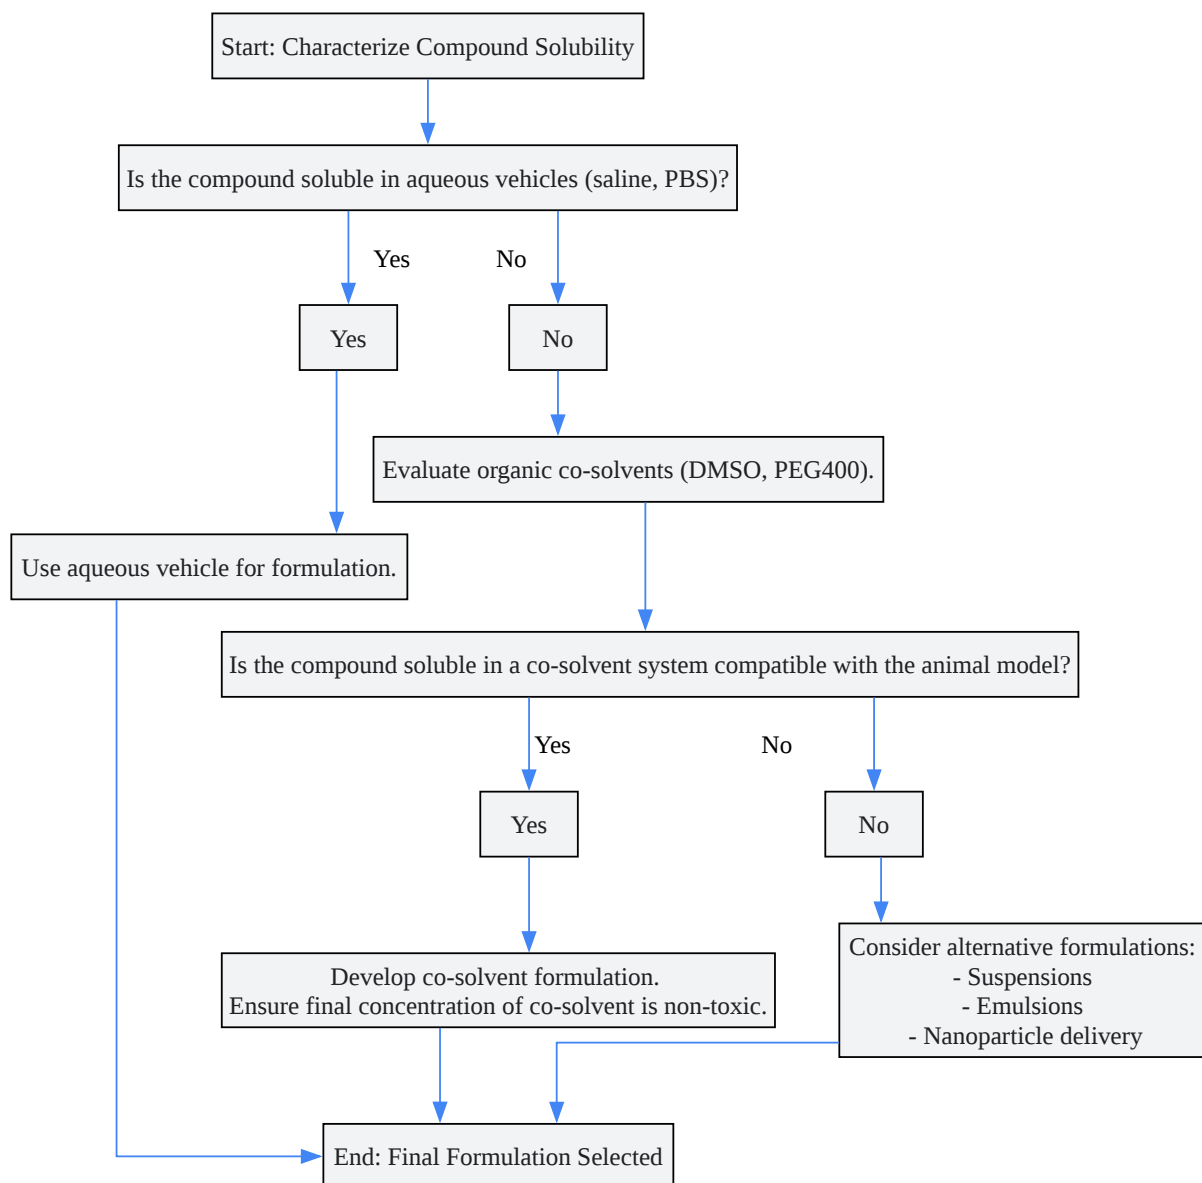 Start: Characterize Compound Solubility
Is the compound soluble in aqueous vehicles (saline, PBS)?
Yes
No
Yes
No
Evaluate organic co-solvents (DMSO, PEG400).
Use aqueous vehicle for formulation.
Is the compound soluble in a co-solvent system compatible with the animal model?
Yes
No
Yes
No
Develop co-solvent formulation.
Ensure final concentration of co-solvent is non-toxic.
Consider alternative formulations:
- Suspensions
- Emulsions
- Nanoparticle delivery
End: Final Formulation Selected